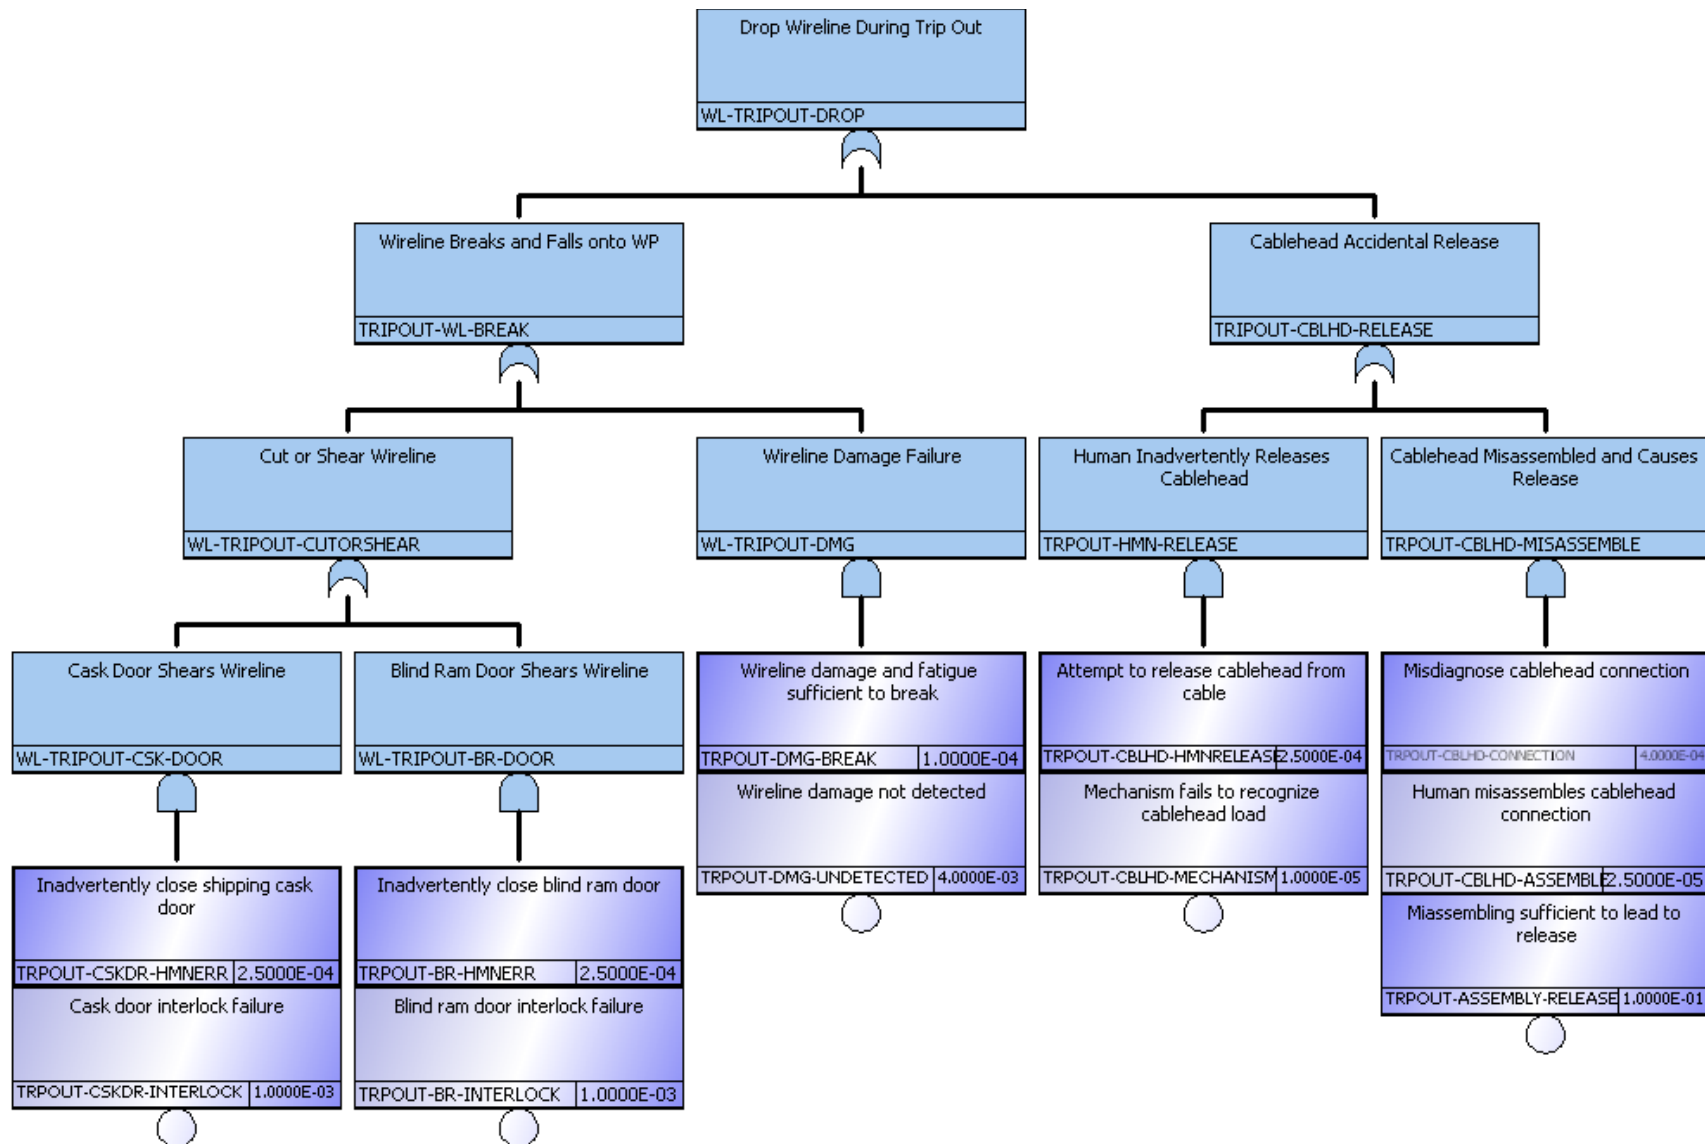 Drop Wireline During Trip Out
WL-TRIPOUT-DROP
Wireline Breaks and Falls onto WP
TRIPOUT-WL-BREAK
Cablehead Accidental Release
TRIPOUT-CBLHD-RELEASE
Cut or Shear Wireline
WL-TRIPOUT-CUTORSHEAR
Wireline Damage Failure
WL-TRIPOUT-DMG
Human Inadvertently Releases
Cablehead
TRPOUT-HMN-RELEASE
Cablehead Misassembled and Causes
Release
TRPOUT-CBLHD-MISASSEMBLE
Cask Door Shears Wireline
WL-TRIPOUT-CSK-DOOR
Blind Ram Door Shears Wireline
WL-TRIPOUT-BR-DOOR
Wireline damage and fatigue
sufficient to break
TRPOUT-DMG-BREAK 1.0000E-04
Wireline damage not detected
TRPOUT-DMG-UNDETECTED 4.0000E-03
Attempt to release cablehead from
cable
TRPOUT-CBLHD-HMNRELEASE 2.5000E-04
Mechanism fails to recognize
cablehead load
TRPOUT-CBLHD-MECHANISM 1.0000E-05
Misdiagnose cablehead connection
TRPOUT-CBLHD-CONNECTION 4.0000E-04
Human misassembles cablehead
connection
TRPOUT-CBLHD-ASSEMBLE 2.5000E-05
Miassembling sufficient to lead to
release
TRPOUT-ASSEMBLY-RELEASE 1.0000E-01
Inadvertently close shipping cask
door
TRPOUT-CSKDR-HMNERR 2.5000E-04
Cask door interlock failure
TRPOUT-CSKDR-INTERLOCK 1.0000E-03
Inadvertently close blind ram door
TRPOUT-BR-HMNERR 2.5000E-04
Blind ram door interlock failure
TRPOUT-BR-INTERLOCK 1.0000E-03